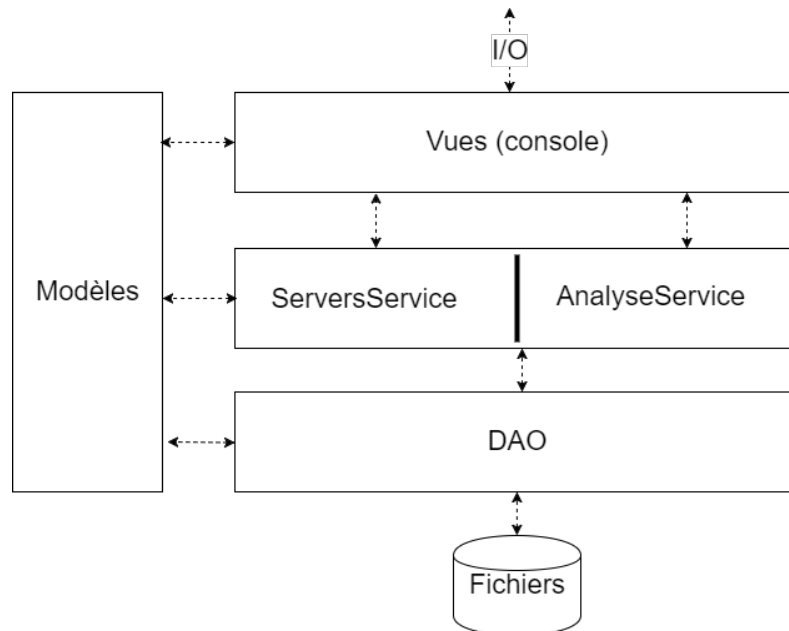 I/O
Vues (console)
Modèles
ServersService
AnalyseService
DAO
Fichiers